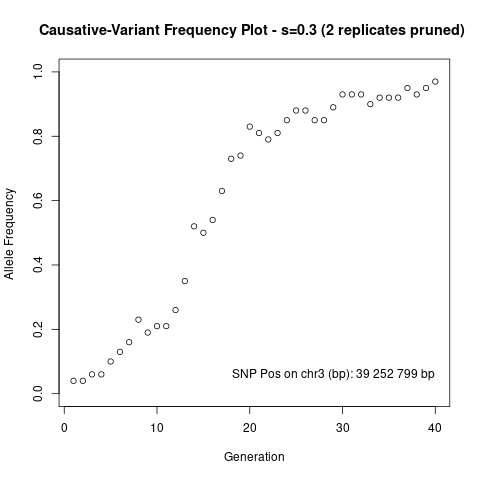 Causative-Variant Frequency Plot - s=0.3 (2 replicates pruned)
1.0
0.8
0.6
0.4
0.2
0.0
Allele Frequency
SNP Pos on chr3 (bp): 39 252 799 bp
0 10 20 30 40
Generation